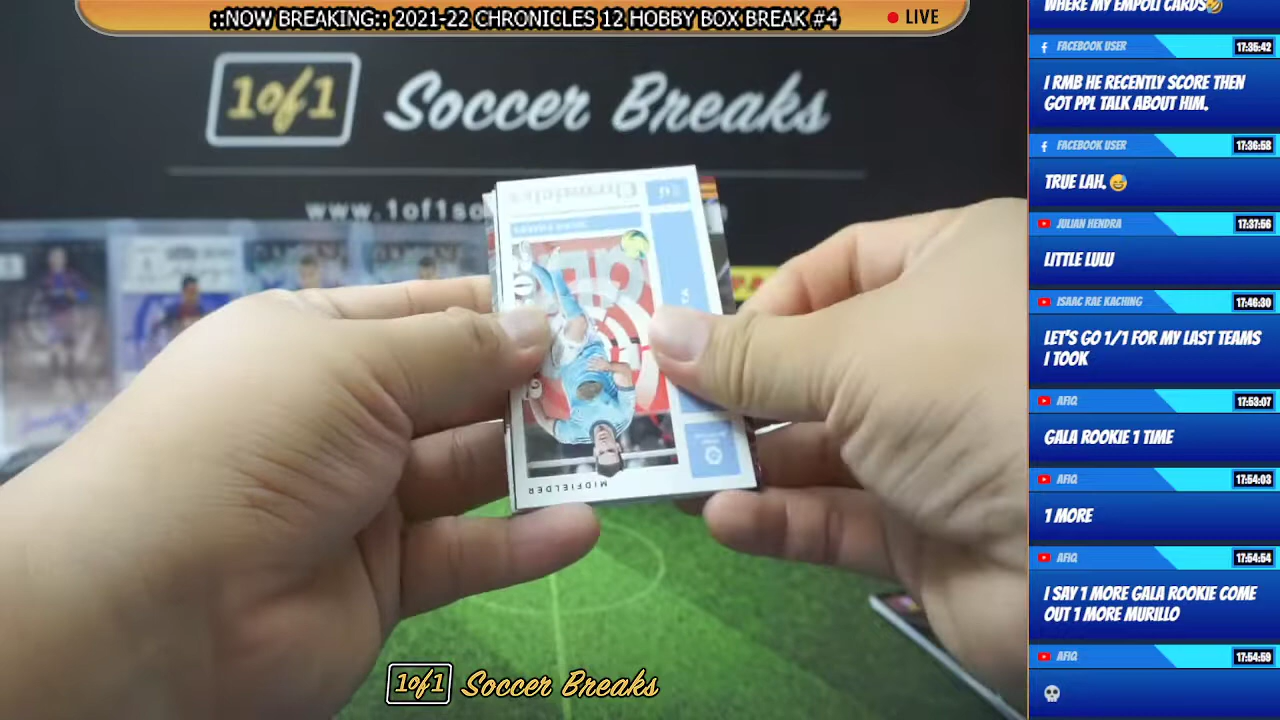 ::NOW BREAKING:: 2021-22 CHRONICLES 12 HOBBY BOX BREAK #4
LIVE
1of1 Soccer Breaks
www.1of1so
Chronicles
MIDFIELDER
1of1 Soccer Breaks
WHERE MY EMPOLI CARDS🤣
FACEBOOK USER
17:35:42
I RMB HE RECENTLY SCORE THEN
GOT PPL TALK ABOUT HIM.
FACEBOOK USER
17:36:58
TRUE LAH. 😅
JULIAN HENDRA
17:37:56
LITTLE LULU
ISAAC RAE KACHING
17:46:30
LET'S GO 1/1 FOR MY LAST TEAMS
I TOOK
AFIQ
17:53:07
GALA ROOKIE 1 TIME
AFIQ
17:54:03
1 MORE
AFIQ
17:54:54
I SAY 1 MORE GALA ROOKIE COME
OUT 1 MORE MURILLO
AFIQ
17:54:59
💀